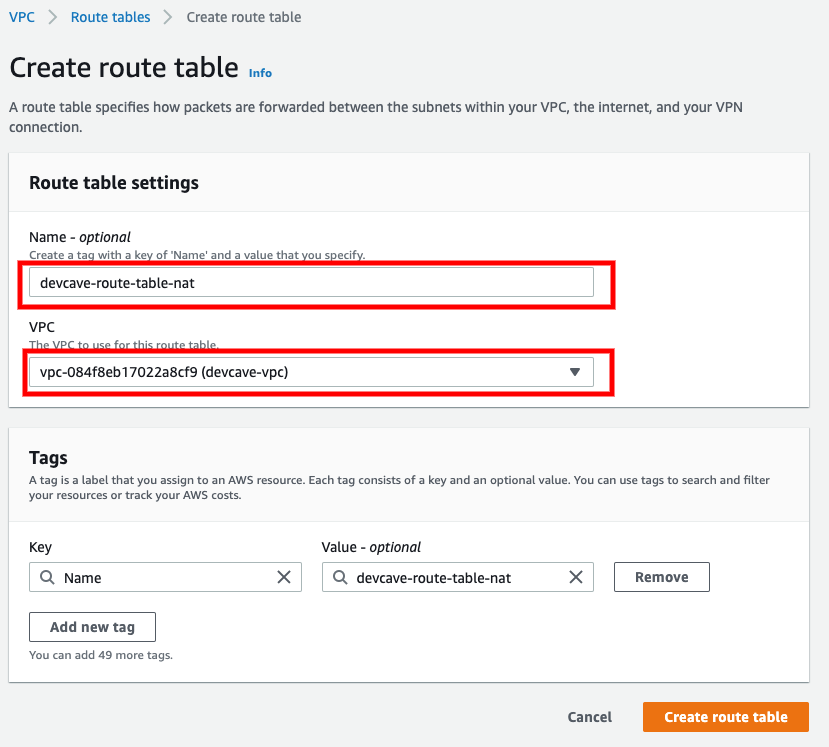 VPC > Route tables > Create route table
Create route table Info
A route table specifies how packets are forwarded between the subnets within your VPC, the internet, and your VPN
connection.
Route table settings
Name - optional
Create a tag with a key of 'Name' and a value that you specify.
devcave-route-table-nat
VPC
The VPC to use for this route table.
vpc-084f8eb17022a8cf9 (devcave-vpc)
Tags
A tag is a label that you assign to an AWS resource. Each tag consists of a key and an optional value. You can use tags to search and filter
your resources or track your AWS costs.
Key Value - optional
Name devcave-route-table-nat Remove
Add new tag
You can add 49 more tags.
Cancel Create route table